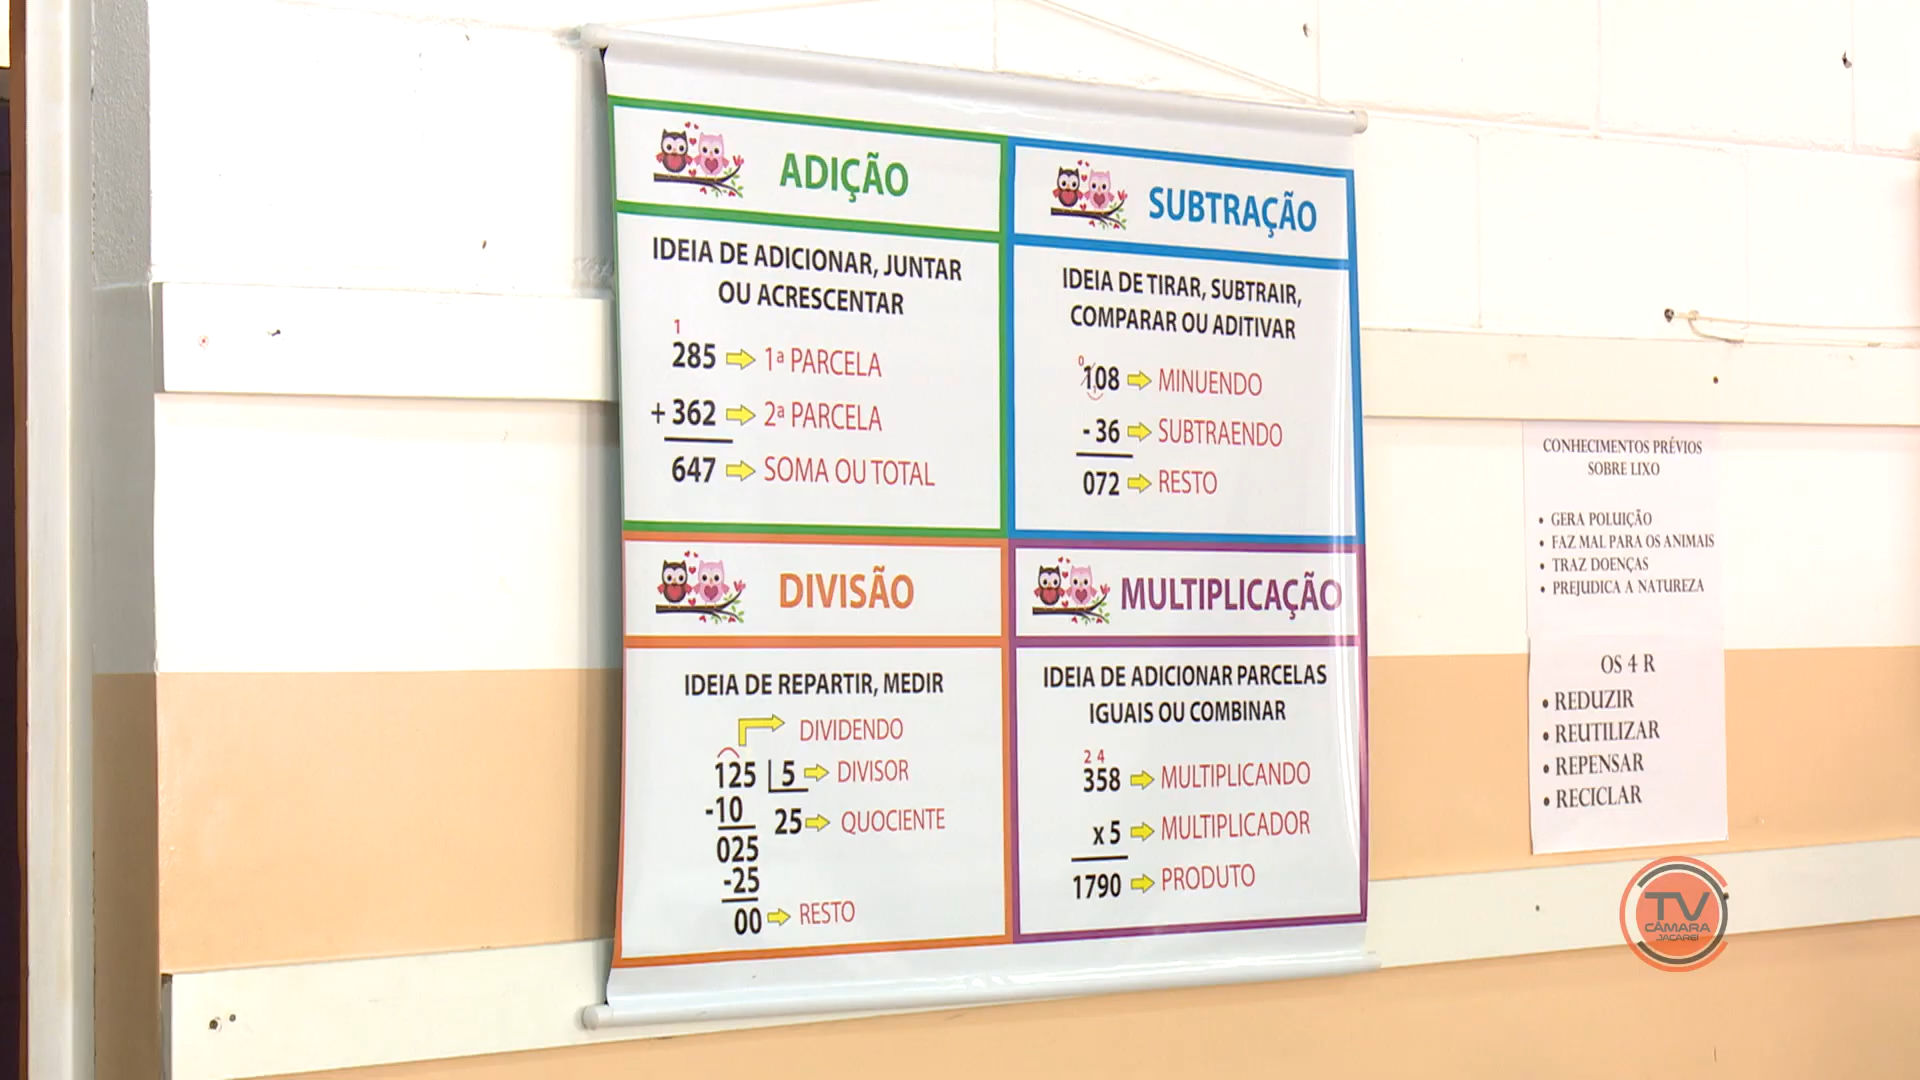 ADIÇÃO
IDEIA DE ADICIONAR, JUNTAR
OU ACRESCENTAR
1
285 1ª PARCELA
+ 362 2ª PARCELA
647 SOMA OU TOTAL
SUBTRAÇÃO
IDEIA DE TIRAR, SUBTRAIR,
COMPARAR OU ADITIVAR
0
108 MINUENDO
- 36 SUBTRAENDO
072 RESTO
DIVISÃO
IDEIA DE REPARTIR, MEDIR
DIVIDENDO
125 5 DIVISOR
-10 25 QUOCIENTE
025
-25
00 RESTO
MULTIPLICAÇÃO
IDEIA DE ADICIONAR PARCELAS
IGUAIS OU COMBINAR
2 4
358 MULTIPLICANDO
x 5 MULTIPLICADOR
1790 PRODUTO
CONHECIMENTOS PRÉVIOS
SOBRE LIXO
• GERA POLUIÇÃO
• FAZ MAL PARA OS ANIMAIS
• TRAZ DOENÇAS
• PREJUDICA A NATUREZA
OS 4 R
• REDUZIR
• REUTILIZAR
• REPENSAR
• RECICLAR
TV
CÂMARA
JACAREÍ